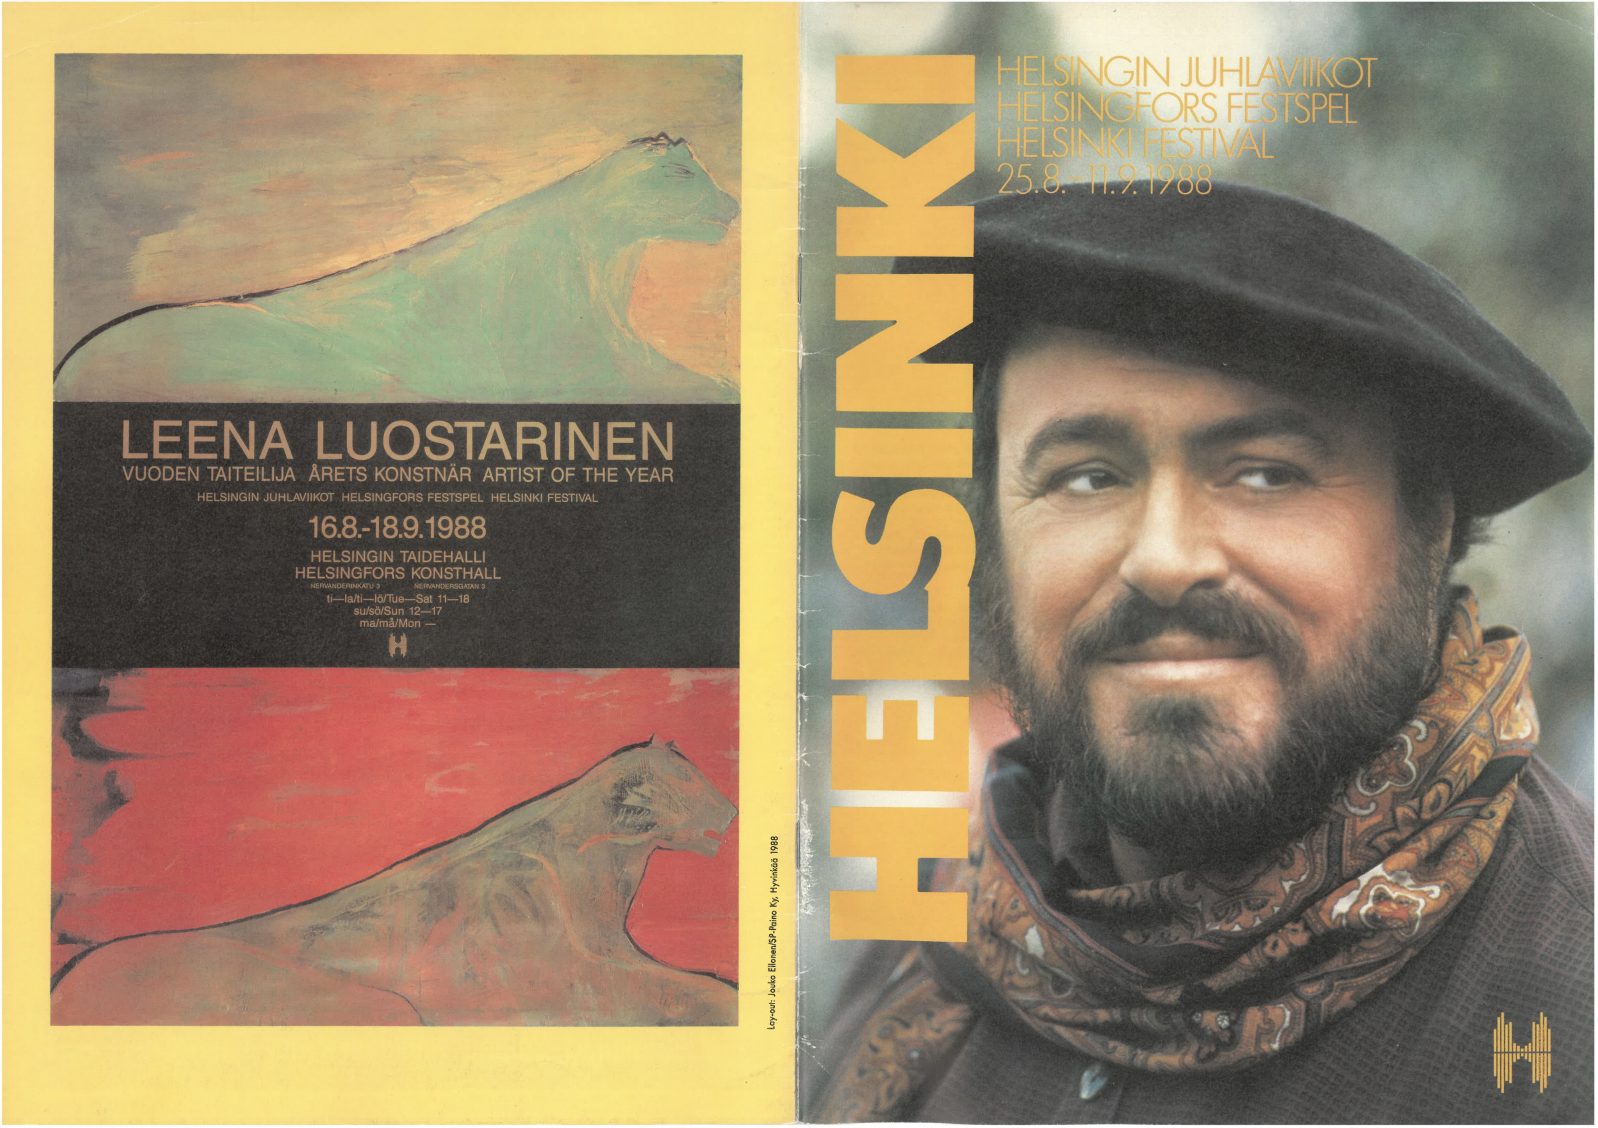 LEENA LUOSTARINEN
VUODEN TAITEILIJA ÅRETS KONSTNÄR ARTIST OF THE YEAR
HELSINGIN JUHLAVIIKOT HELSINGFORS FESTSPEL HELSINKI FESTIVAL
16.8.-18.9.1988
HELSINGIN TAIDEHALLI
HELSINGFORS KONSTHALL
NERVANDERINKATU 3 NERVANDERSGATAN 3
ti—la/ti—lö/Tue—Sat 11—18
su/sö/Sun 12—17
ma/må/Mon —
Lay-out: Jouko Ellonen/SP-Paino Ky, Hyvinkää 1988
HELSINKI
HELSINGIN JUHLAVIIKOT
HELSINGFORS FESTSPEL
HELSINKI FESTIVAL
25.8.-11.9.1988